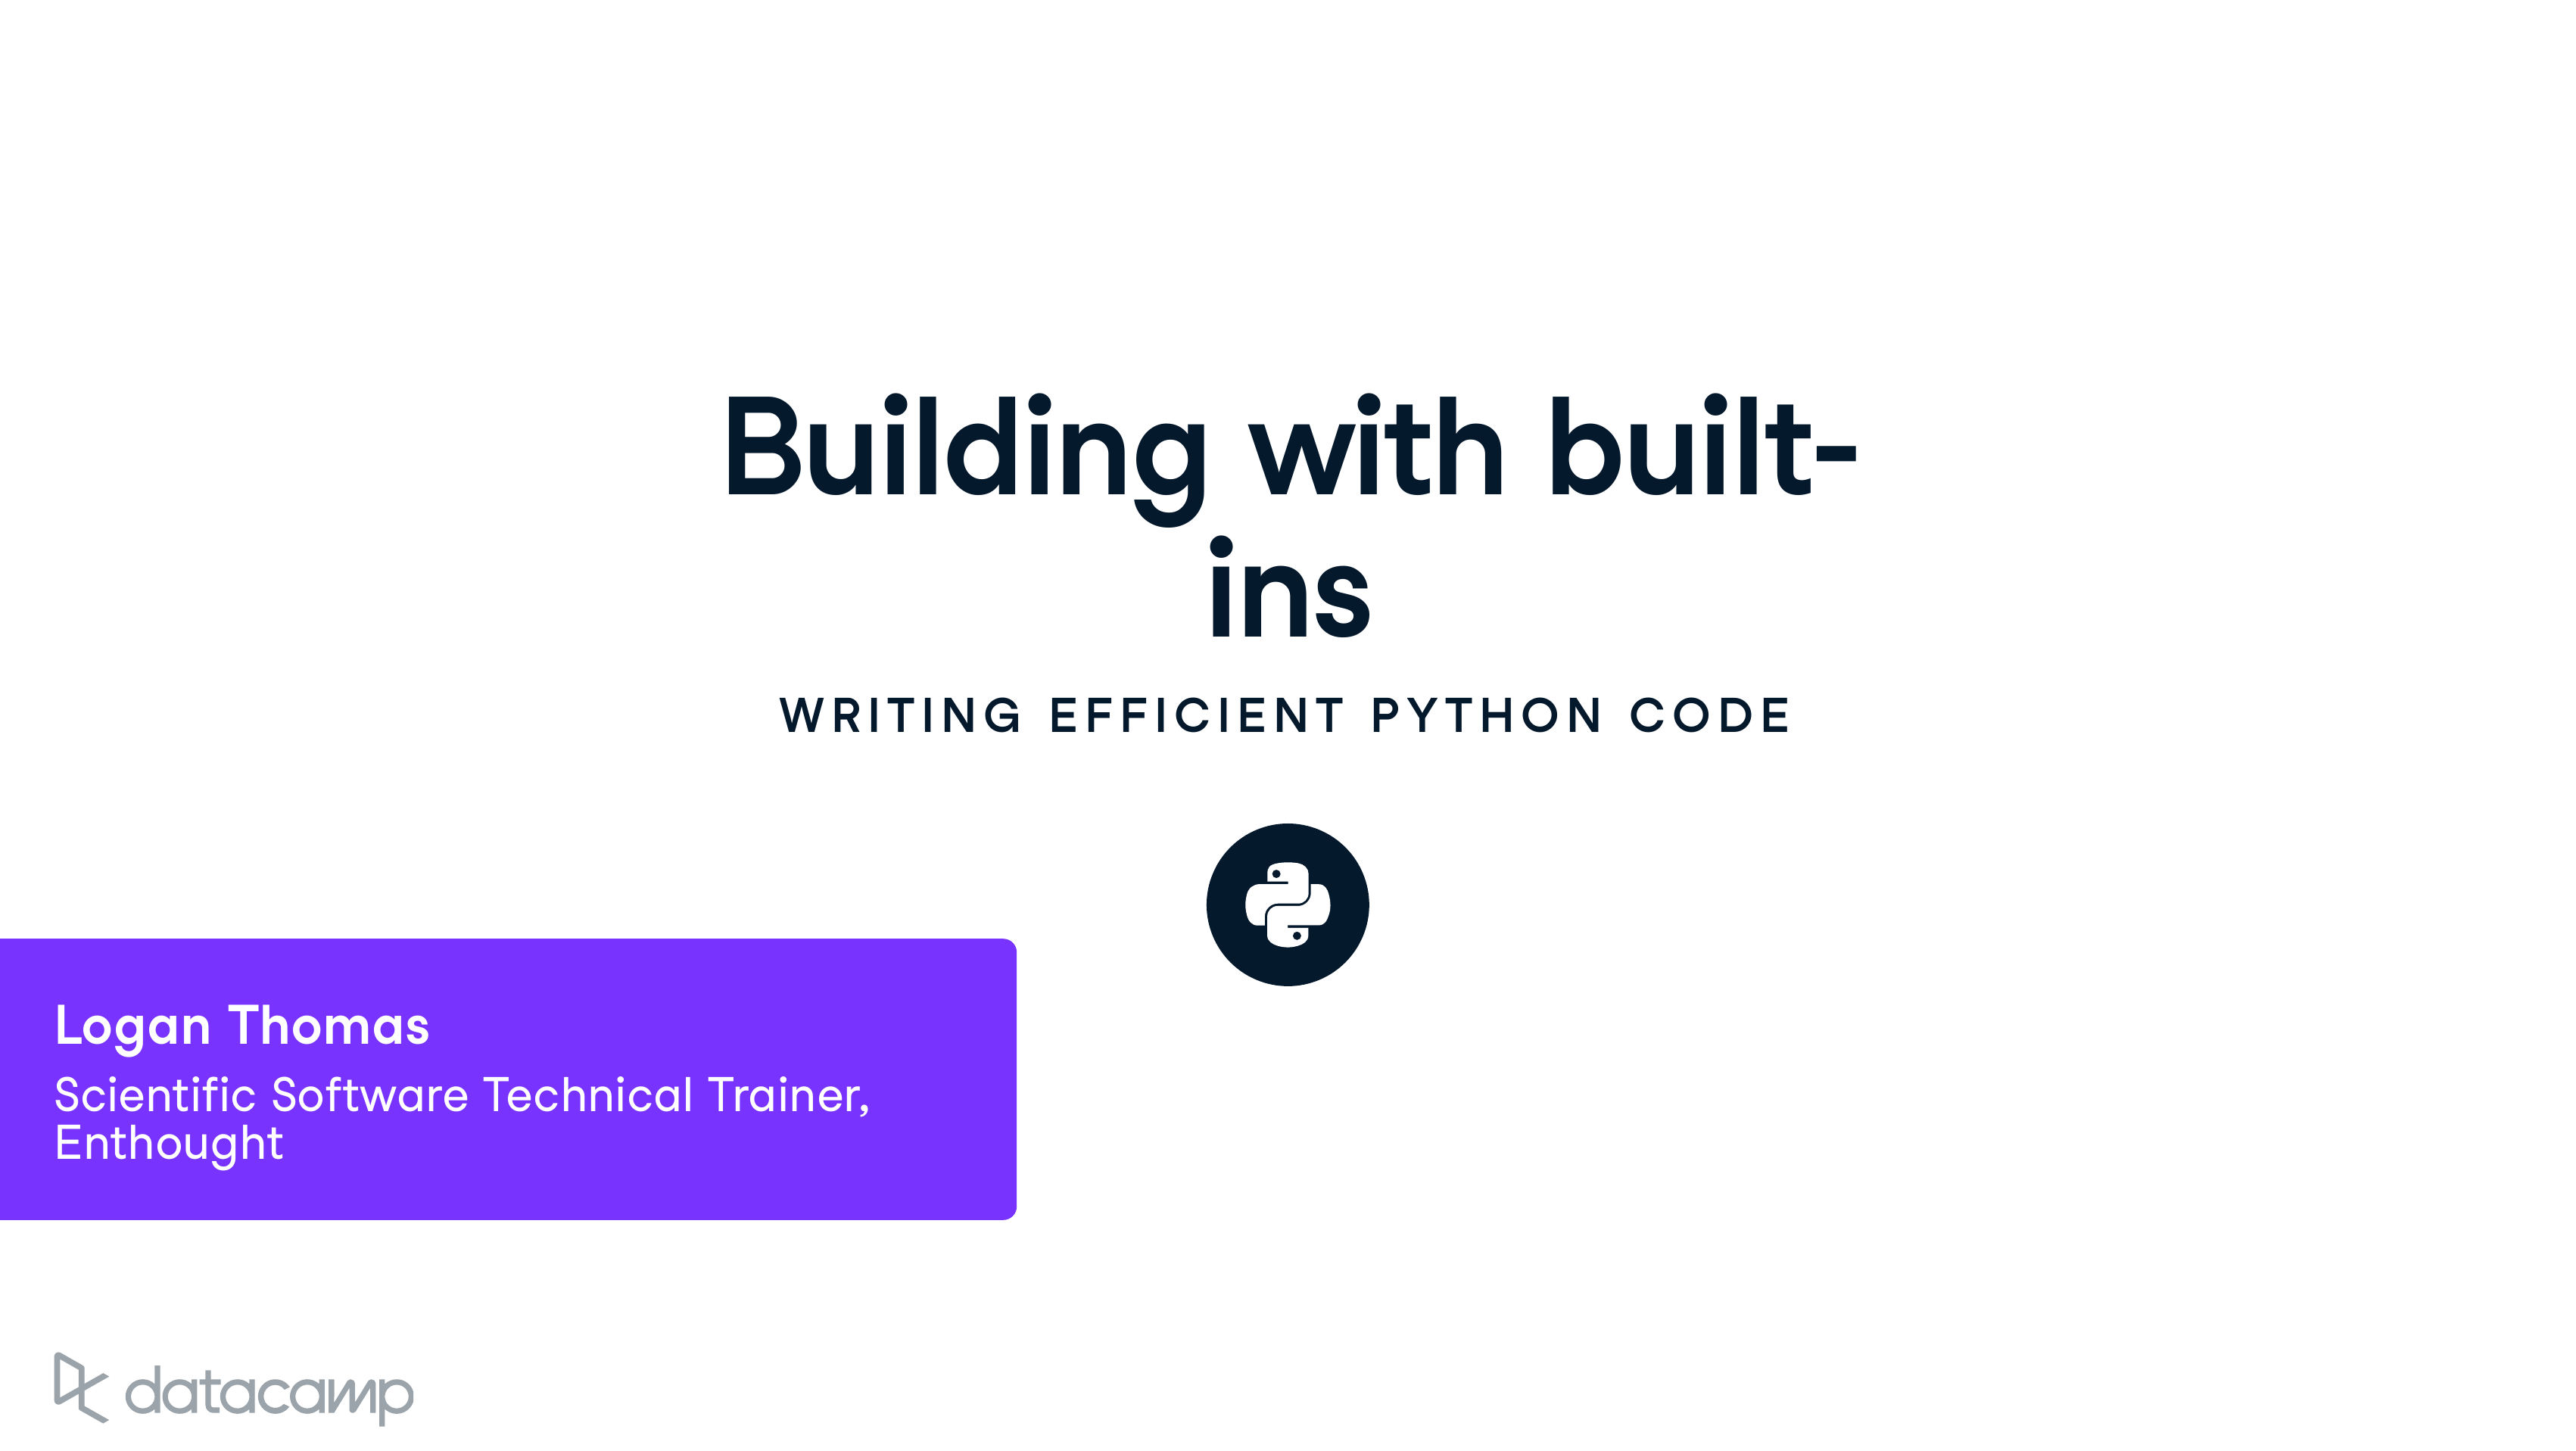 Building with built-
ins
WRITING EFFICIENT PYTHON CODE
Logan Thomas
Scientific Software Technical Trainer,
Enthought
datacamp